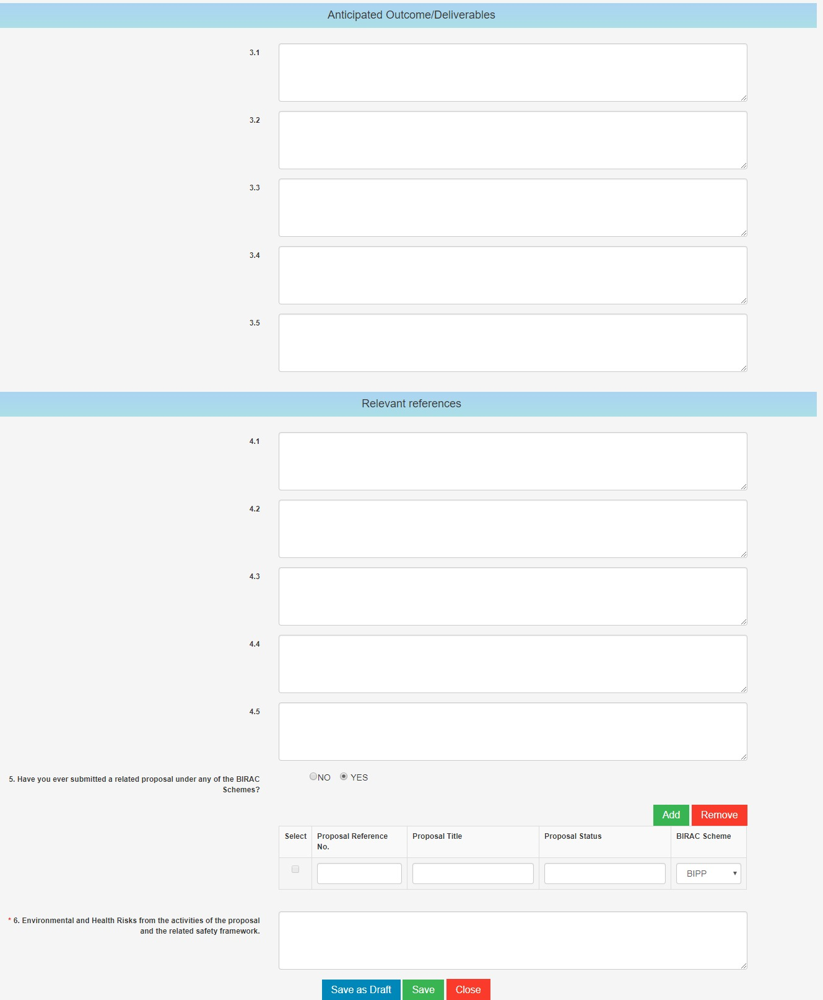 Anticipated Outcome/Deliverables
3.1
3.2
3.3
3.4
3.5
Relevant references
4.1
4.2
4.3
4.4
4.5
5. Have you ever submitted a related proposal under any of the BIRAC
Schemes?
NO YES
Add Remove
Select Proposal Reference Proposal Title Proposal Status BIRAC Scheme
No.
BIPP
* 6. Environmental and Health Risks from the activities of the proposal
and the related safety framework.
Save as Draft Save Close